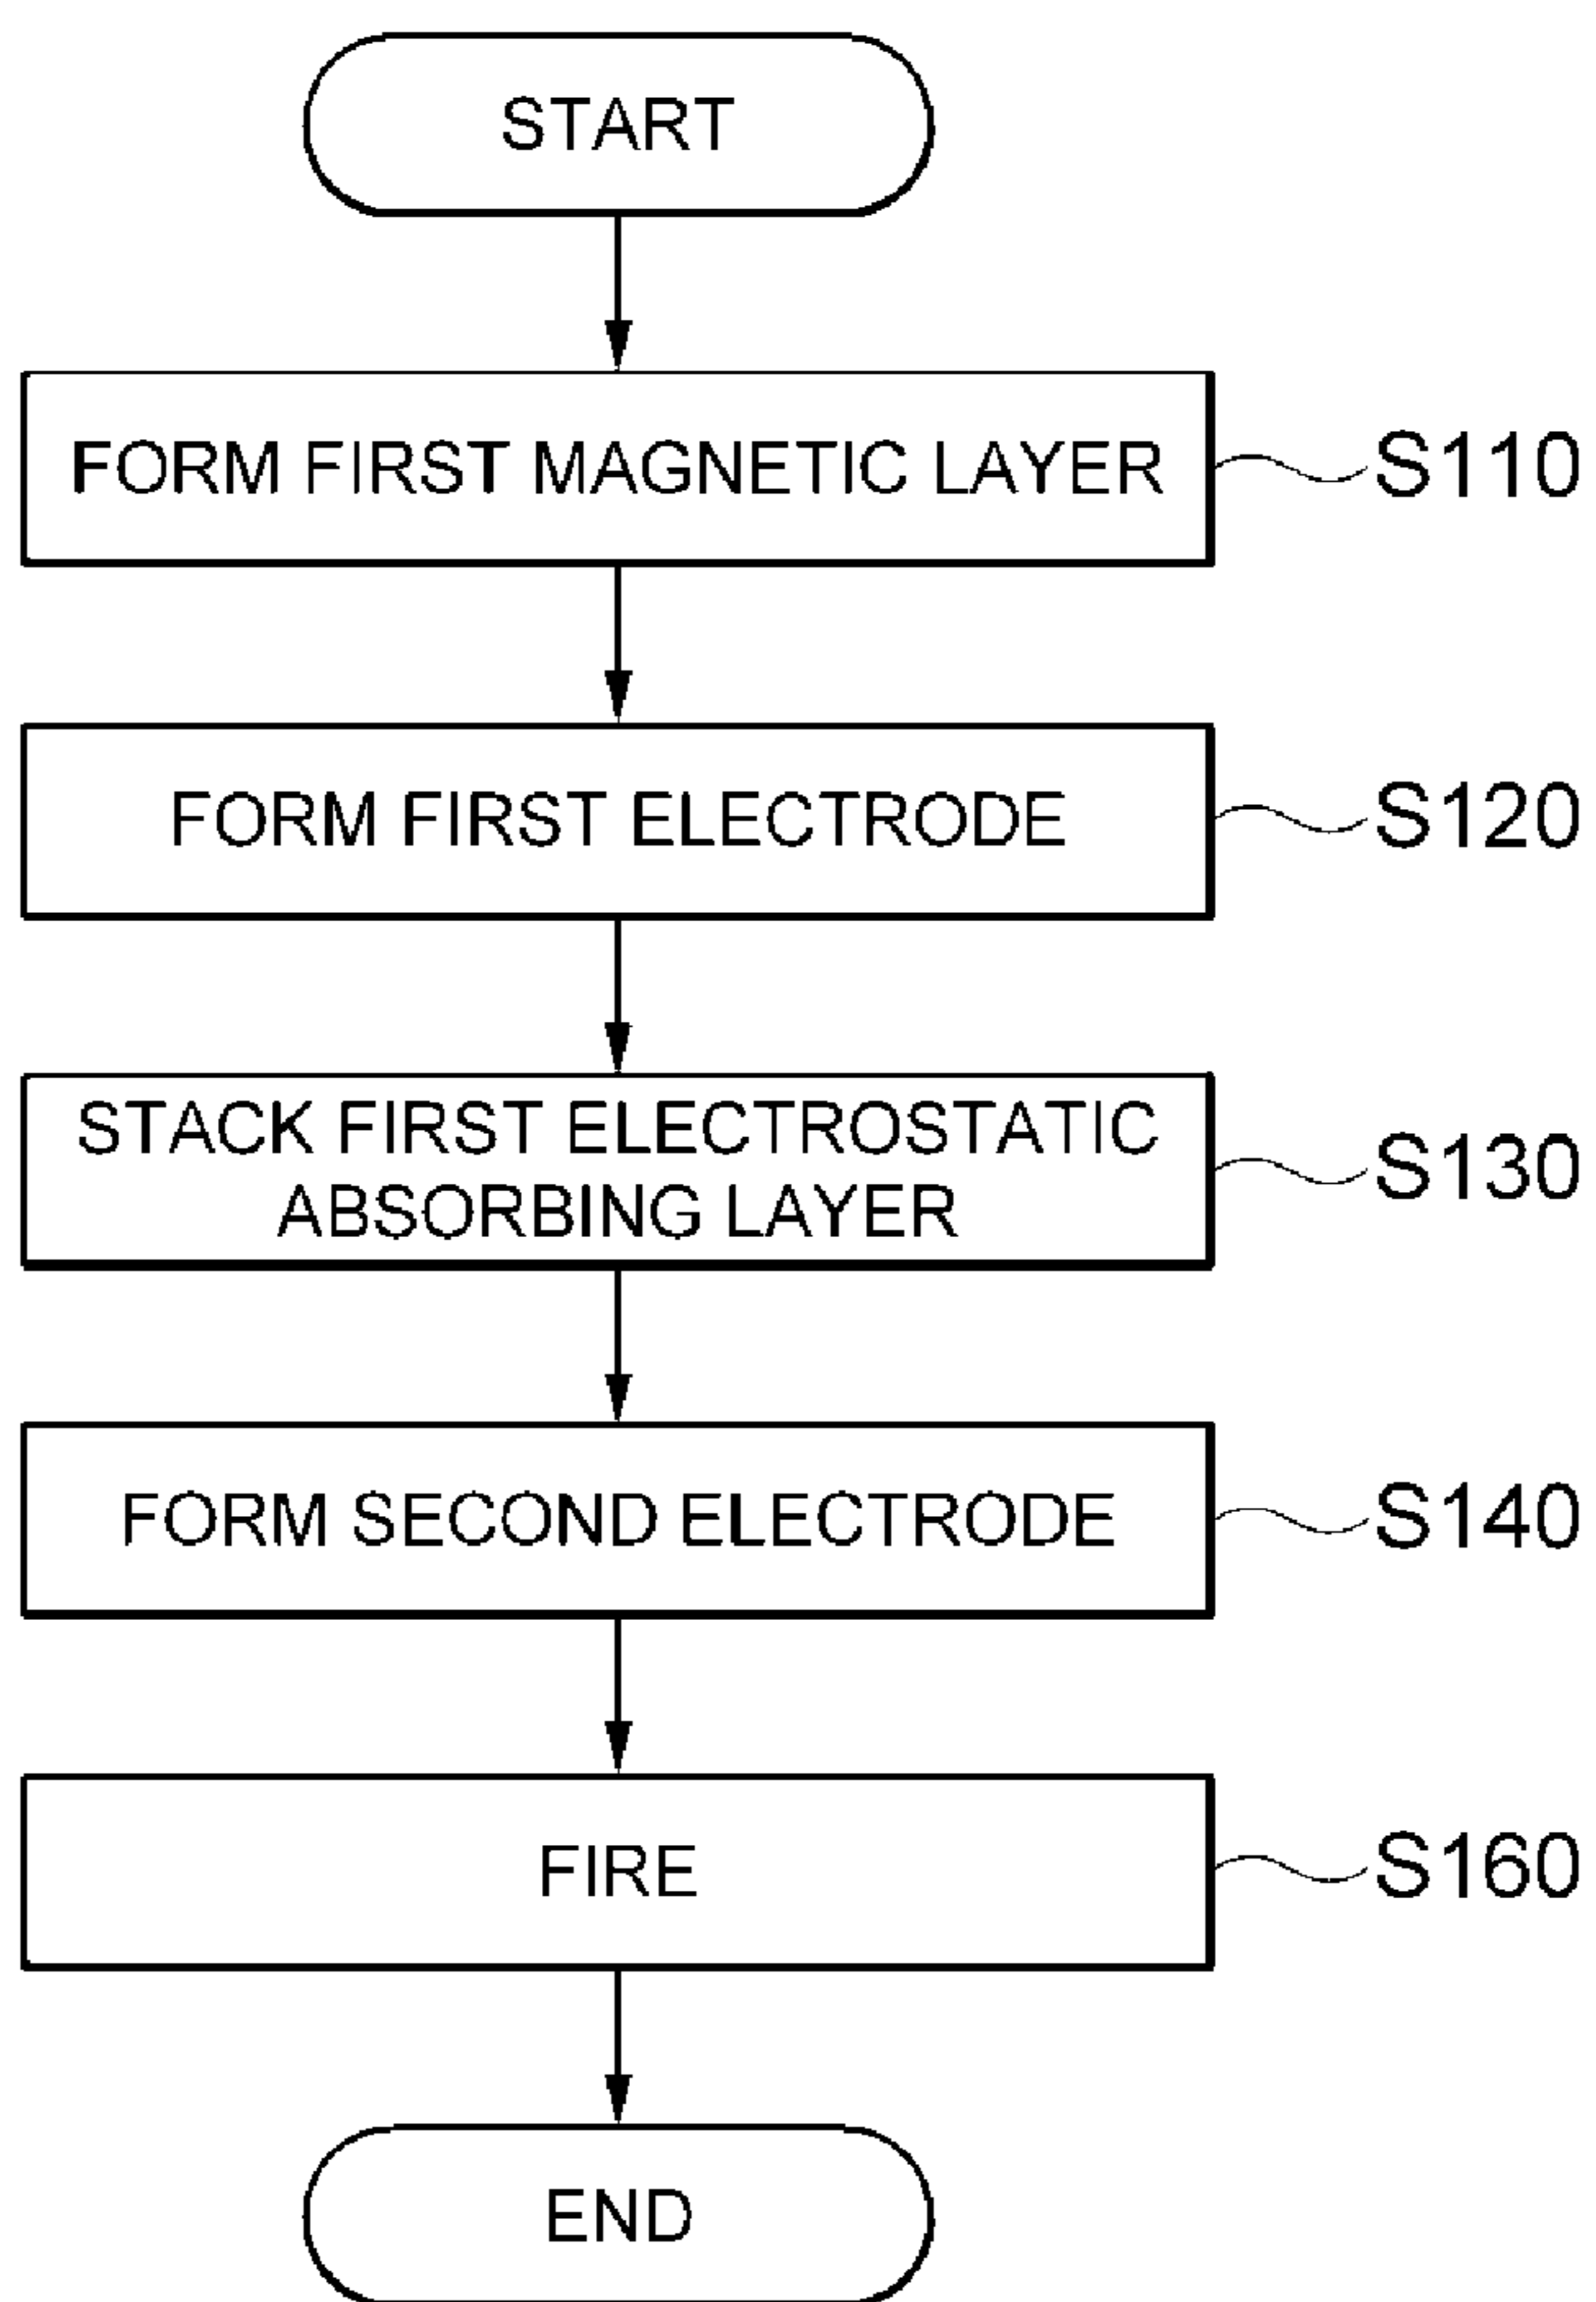 START
FORM FIRST MAGNETIC LAYER
S110
FORM FIRST ELECTRODE
S120
STACK FIRST ELECTROSTATIC
ABSORBING LAYER
S130
FORM SECOND ELECTRODE
S140
FIRE
S160
END